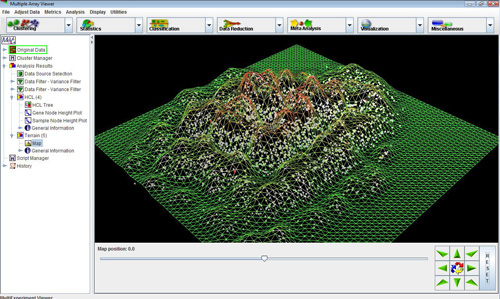 Multiple Array Viewer
File Adjust Data Metrics Analysis Display Utilities
Clustering Statistics Classification Data Reduction Meta Analysis Visualization Miscellaneous
Original Data
Cluster Manager
Analysis Results
Data Source Selection
Data Filter - Variance Filter
Data Filter - Variance Filter
HCL (4)
HCL Tree
Gene Node Height Plot
Sample Node Height Plot
General Information
Terrain (5)
Map
General Information
Script Manager
History
Map position: 0.0
RESET
MultiExperiment Viewer